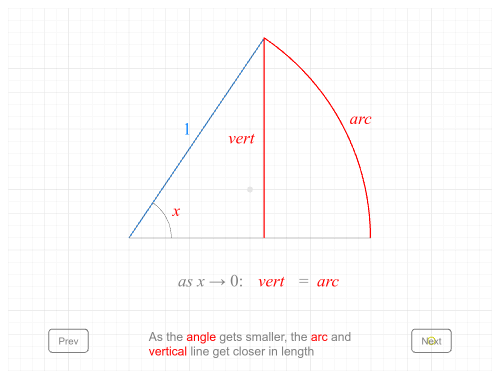 1
vert
arc
x
as x → 0: vert = arc
Prev
As the angle gets smaller, the arc and
vertical line get closer in length
Next